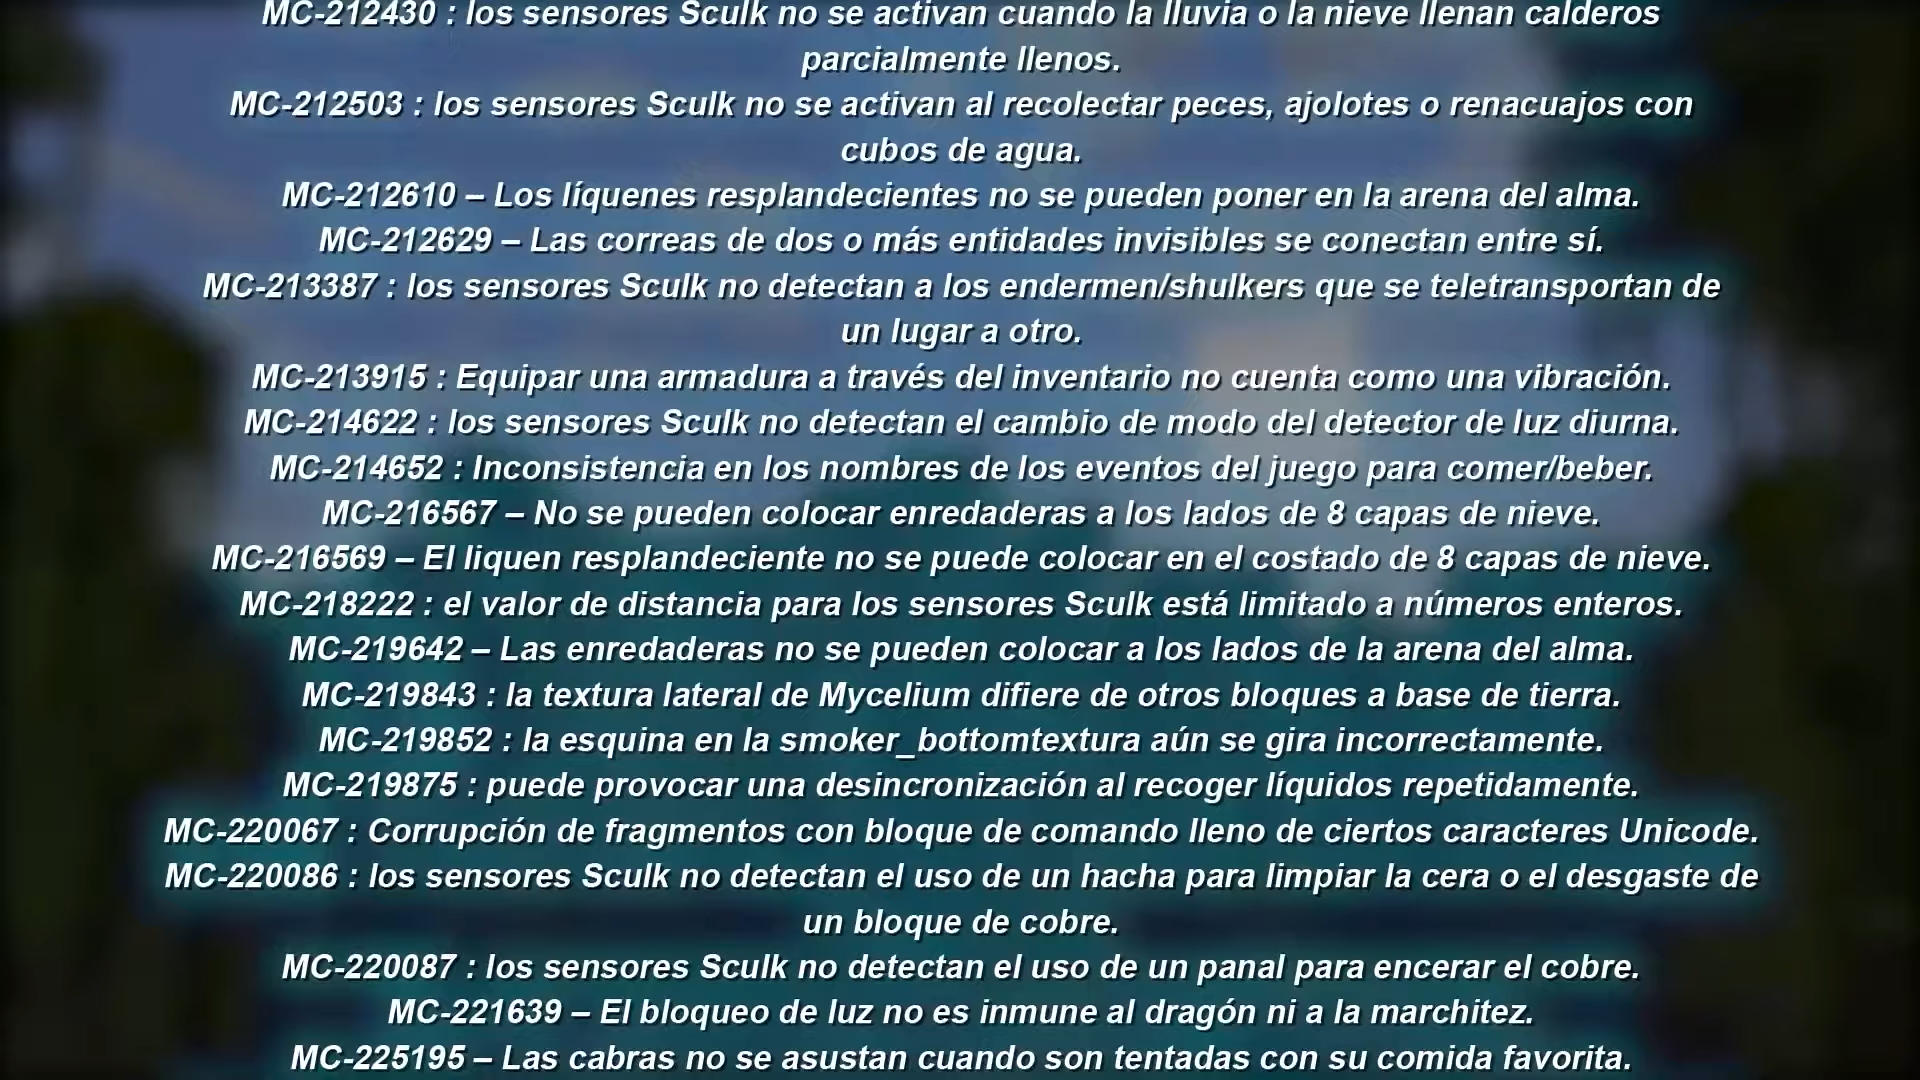 MC-212430 : los sensores Sculk no se activan cuando la lluvia o la nieve llenan calderos
parcialmente llenos.
MC-212503 : los sensores Sculk no se activan al recolectar peces, ajolotes o renacuajos con
cubos de agua.
MC-212610 – Los líquenes resplandecientes no se pueden poner en la arena del alma.
MC-212629 – Las correas de dos o más entidades invisibles se conectan entre sí.
MC-213387 : los sensores Sculk no detectan a los endermen/shulkers que se teletransportan de
un lugar a otro.
MC-213915 : Equipar una armadura a través del inventario no cuenta como una vibración.
MC-214622 : los sensores Sculk no detectan el cambio de modo del detector de luz diurna.
MC-214652 : Inconsistencia en los nombres de los eventos del juego para comer/beber.
MC-216567 – No se pueden colocar enredaderas a los lados de 8 capas de nieve.
MC-216569 – El liquen resplandeciente no se puede colocar en el costado de 8 capas de nieve.
MC-218222 : el valor de distancia para los sensores Sculk está limitado a números enteros.
MC-219642 – Las enredaderas no se pueden colocar a los lados de la arena del alma.
MC-219843 : la textura lateral de Mycelium difiere de otros bloques a base de tierra.
MC-219852 : la esquina en la smoker_bottomtextura aún se gira incorrectamente.
MC-219875 : puede provocar una desincronización al recoger líquidos repetidamente.
MC-220067 : Corrupción de fragmentos con bloque de comando lleno de ciertos caracteres Unicode.
MC-220086 : los sensores Sculk no detectan el uso de un hacha para limpiar la cera o el desgaste de
un bloque de cobre.
MC-220087 : los sensores Sculk no detectan el uso de un panal para encerar el cobre.
MC-221639 – El bloqueo de luz no es inmune al dragón ni a la marchitez.
MC-225195 – Las cabras no se asustan cuando son tentadas con su comida favorita.